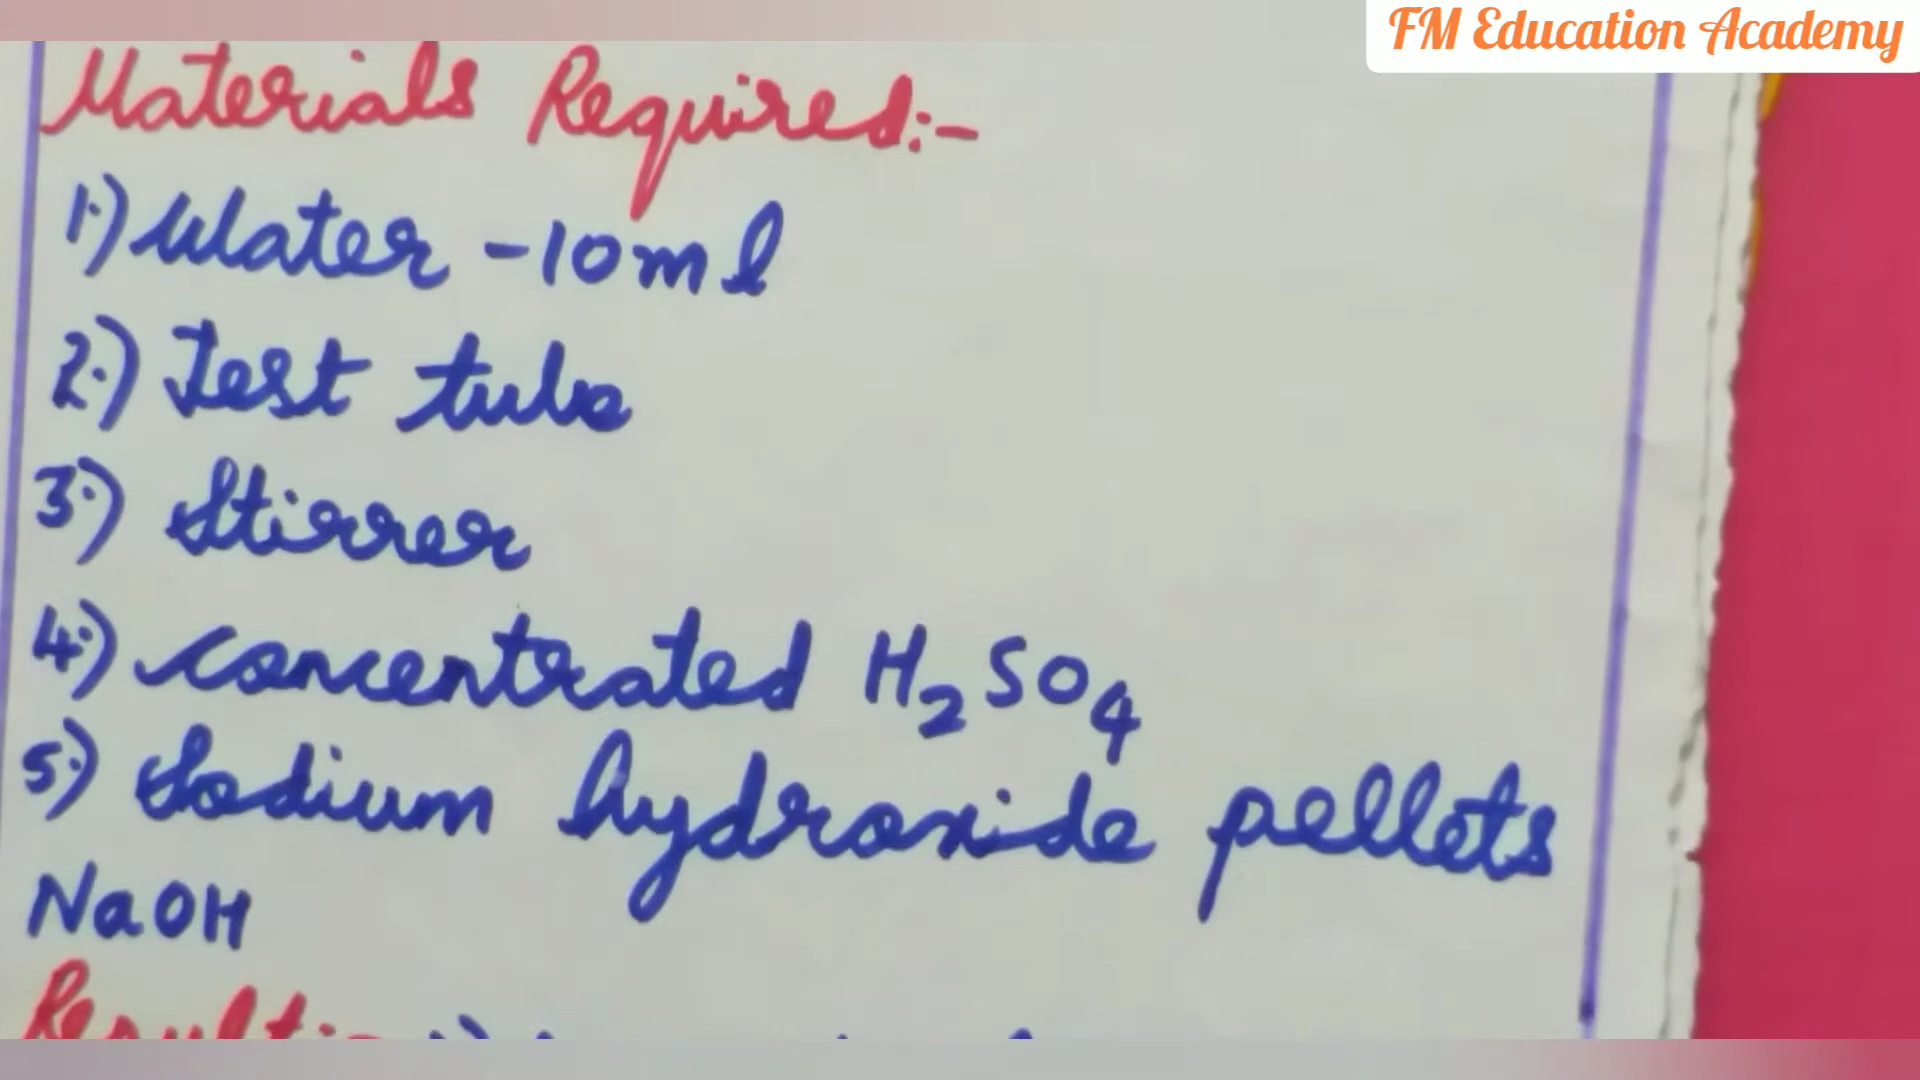 FM Education Academy
Materials Required:-
1.) Water - 10ml
2.) Test tube
3.) Stirrer
4.) concentrated H₂SO₄
5.) Sodium hydroxide pellets
NaOH
Result:-